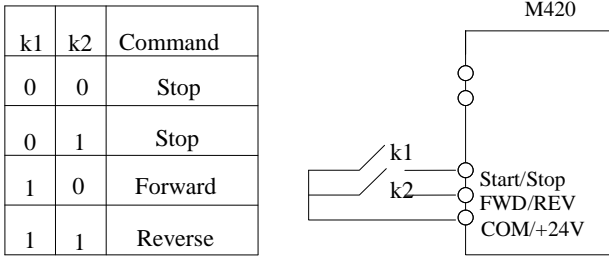 k1 k2 Command
0 0 Stop
0 1 Stop
1 0 Forward
1 1 Reverse
M420
k1
k2
Start/Stop
FWD/REV
COM/+24V